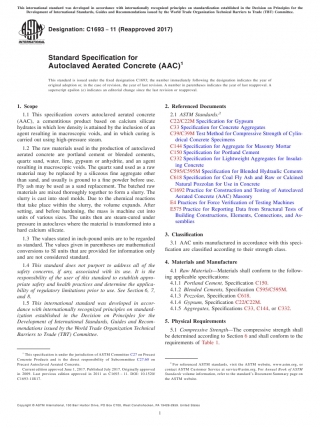 This international standard was developed in accordance with internationally recognized principles on standardization established in the Decision on Principles for the
Development of International Standards, Guides and Recommendations issued by the World Trade Organization Technical Barriers to Trade (TBT) Committee.
Designation: C1693 − 11 (Reapproved 2017)
Standard Specification for
Autoclaved Aerated Concrete (AAC)1
This standard is issued under the fixed designation C1693; the number immediately following the designation indicates the year of
original adoption or, in the case of revision, the year of last revision. A number in parentheses indicates the year of last reapproval. A
superscript epsilon (ε) indicates an editorial change since the last revision or reapproval.
1. Scope
1.1 This specification covers autoclaved aerated concrete
(AAC), a cementitious product based on calcium silicate
hydrates in which low density is attained by the inclusion of an
agent resulting in macroscopic voids, and in which curing is
carried out using high-pressure steam.
1.2 The raw materials used in the production of autoclaved
aerated concrete are portland cement or blended cements,
quartz sand, water, lime, gypsum or anhydrite, and an agent
resulting in macroscopic voids. The quartz sand used as a raw
material may be replaced by a siliceous fine aggregate other
than sand, and usually is ground to a fine powder before use.
Fly ash may be used as a sand replacement. The batched raw
materials are mixed thoroughly together to form a slurry. The
slurry is cast into steel molds. Due to the chemical reactions
that take place within the slurry, the volume expands. After
setting, and before hardening, the mass is machine cut into
units of various sizes. The units then are steam-cured under
pressure in autoclaves where the material is transformed into a
hard calcium silicate.
1.3 The values stated in inch-pound units are to be regarded
as standard. The values given in parentheses are mathematical
conversions to SI units that are provided for information only
and are not considered standard.
1.4 This standard does not purport to address all of the
safety concerns, if any, associated with its use. It is the
responsibility of the user of this standard to establish appro-
priate safety and health practices and determine the applica-
bility of regulatory limitations prior to use. See Section 6, 7,
and 8.
1.5 This international standard was developed in accor-
dance with internationally recognized principles on standard-
ization established in the Decision on Principles for the
Development of International Standards, Guides and Recom-
mendations issued by the World Trade Organization Technical
Barriers to Trade (TBT) Committee.
1 This specification is under the jurisdiction of ASTM Committee C27 on Precast
Concrete Products and is the direct responsibility of Subcommittee C27.60 on
Precast Autoclaved Aerated Concrete.
Current edition approved June 1, 2017. Published July 2017. Originally approved
in 2009. Last previous edition approved in 2011 as C1693 – 11. DOI: 10.1520/
C1693-11R17.
2. Referenced Documents
2.1 ASTM Standards:2
C22/C22M Specification for Gypsum
C33 Specification for Concrete Aggregates
C39/C39M Test Method for Compressive Strength of Cylin-
drical Concrete Specimens
C144 Specification for Aggregate for Masonry Mortar
C150 Specification for Portland Cement
C332 Specification for Lightweight Aggregates for Insulat-
ing Concrete
C595/C595M Specification for Blended Hydraulic Cements
C618 Specification for Coal Fly Ash and Raw or Calcined
Natural Pozzolan for Use in Concrete
C1692 Practice for Construction and Testing of Autoclaved
Aerated Concrete (AAC) Masonry
E4 Practices for Force Verification of Testing Machines
E575 Practice for Reporting Data from Structural Tests of
Building Constructions, Elements, Connections, and As-
semblies
3. Classification
3.1 AAC units manufactured in accordance with this speci-
fication are classified according to their strength class.
4. Materials and Manufacture
4.1 Raw Materials—Materials shall conform to the follow-
ing applicable specifications:
4.1.1 Portland Cement, Specification C150.
4.1.2 Blended Cements, Specification C595/C595M.
4.1.3 Pozzolan, Specification C618.
4.1.4 Gypsum, Specification C22/C22M.
4.1.5 Aggregates, Specifications C33, C144, or C332.
5. Physical Requirements
5.1 Compressive Strength—The compressive strength shall
be determined according to Section 6 and shall conform to the
requirements of Table 1.
2 For referenced ASTM standards, visit the ASTM website, www.astm.org, or
contact ASTM Customer Service at service@astm.org. For Annual Book of ASTM
Standards volume information, refer to the standard's Document Summary page on
the ASTM website.
Copyright © ASTM International, 100 Barr Harbor Drive, PO Box C700, West Conshohocken, PA 19428-2959. United States
1